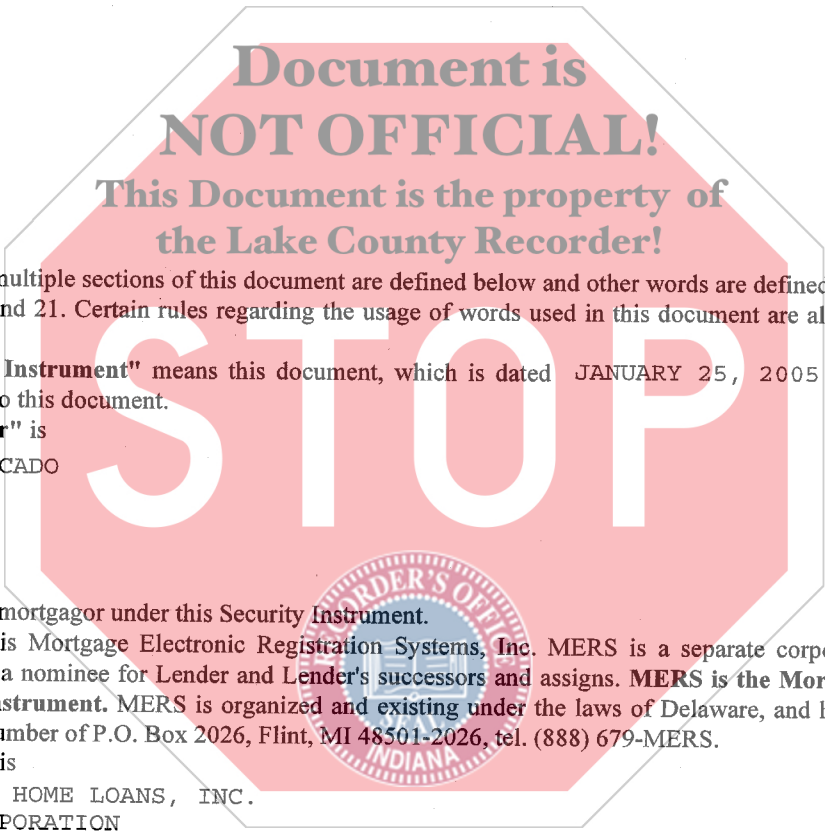 Document is
NOT OFFICIAL!
This Document is the property of
the Lake County Recorder!
multiple sections of this document are defined below and other words are defined
nd 21. Certain rules regarding the usage of words used in this document are al
Instrument" means this document, which is dated JANUARY 25, 2005
o this document.
r" is
CADO
STOP
mortgagor under this Security Instrument.
is Mortgage Electronic Registration Systems, Inc. MERS is a separate corpo
a nominee for Lender and Lender's successors and assigns. MERS is the Mor
nstrument. MERS is organized and existing under the laws of Delaware, and h
umber of P.O. Box 2026, Flint, MI 48501-2026, tel. (888) 679-MERS.
is
HOME LOANS, INC.
PORATION
RECORDER'S OFFICE
SEAL
INDIANA